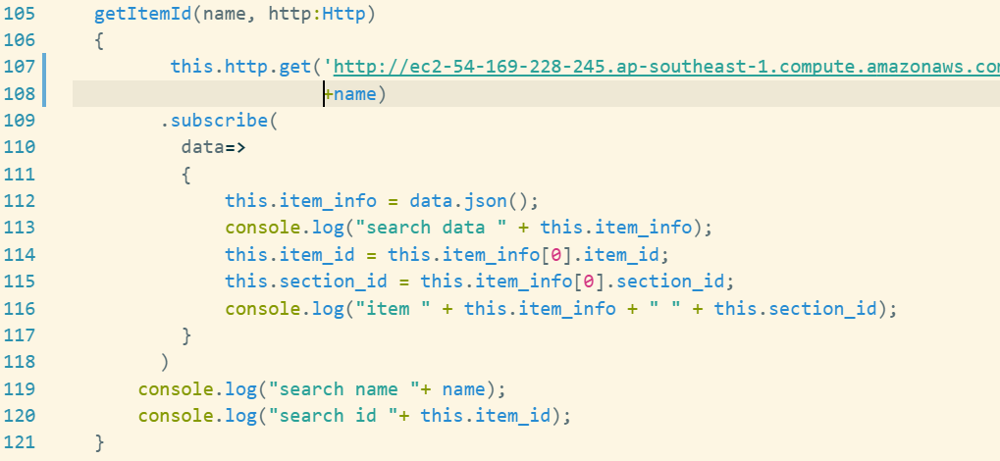 105 getItemId(name, http:Http)
106 {
107 this.http.get('http://ec2-54-169-228-245.ap-southeast-1.compute.amazonaws.com
108 +name)
109 .subscribe(
110 data=>
111 {
112 this.item_info = data.json();
113 console.log("search data " + this.item_info);
114 this.item_id = this.item_info[0].item_id;
115 this.section_id = this.item_info[0].section_id;
116 console.log("item " + this.item_info + " " + this.section_id);
117 }
118 )
119 console.log("search name "+ name);
120 console.log("search id "+ this.item_id);
121 }